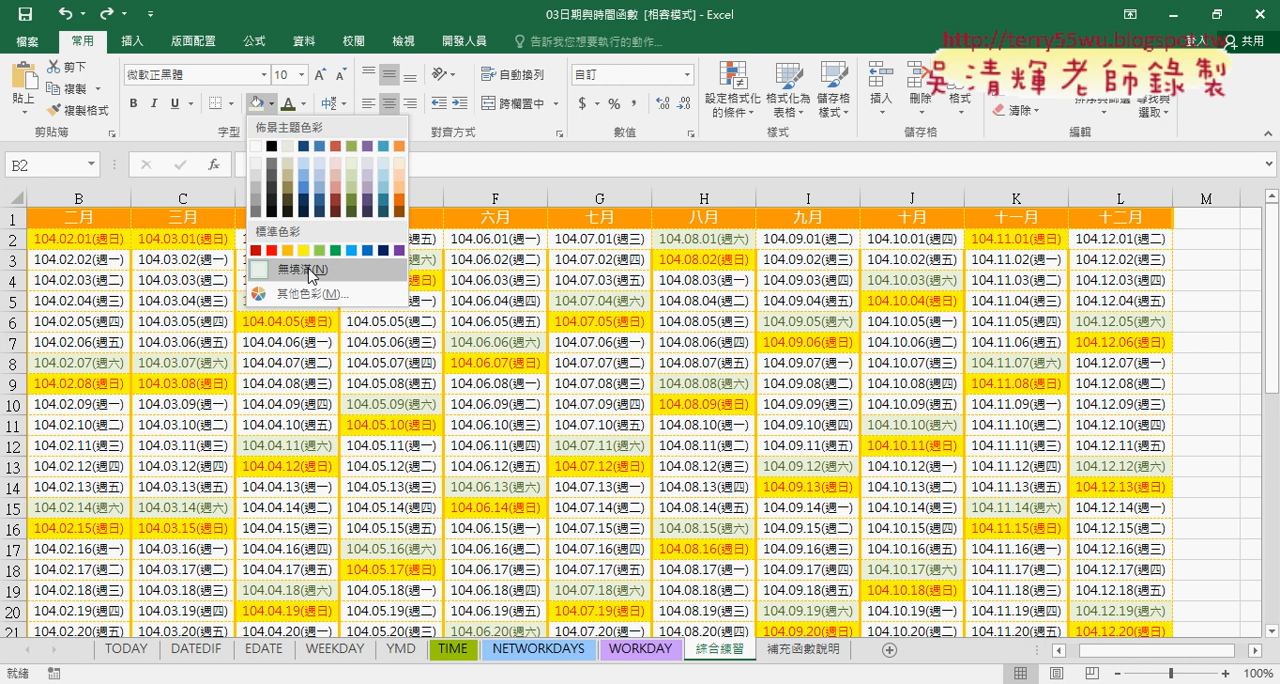 03日期與時間函數 [相容模式] - Excel
檔案 常用 插入 版面配置 公式 資料 校閱 檢視 開發人員 告訴我您想要執行的動作... 登入 共用
http://terry55wu.blogspot.tw
吳清輝老師錄製
貼上 剪下 複製 複製格式 剪貼簿
微軟正黑體 10 B I U 字型
自動換列 跨欄置中 對齊方式
自訂 $ % 數值
設定格式化的條件 格式化為表格 儲存格樣式 樣式
插入 刪除 格式 儲存格
清除 排序與篩選 尋找與選取 編輯
B2 fx
佈景主題色彩
標準色彩
無填滿(N)
其他色彩(M)...
B C F G H I J K L M
1 二月 三月 六月 七月 八月 九月 十月 十一月 十二月
2 104.02.01(週日) 104.03.01(週日) 週五) 104.06.01(週一) 104.07.01(週三) 104.08.01(週六) 104.09.01(週二) 104.10.01(週四) 104.11.01(週日) 104.12.01(週二)
3 104.02.02(週一) 104.03.02(週一) 週六) 104.06.02(週二) 104.07.02(週四) 104.08.02(週日) 104.09.02(週三) 104.10.02(週五) 104.11.02(週一) 104.12.02(週三)
4 104.02.03(週二) 104.03.03(週二) 週日) 104.06.03(週三) 104.07.03(週五) 104.08.03(週一) 104.09.03(週四) 104.10.03(週六) 104.11.03(週二) 104.12.03(週四)
5 104.02.04(週三) 104.03.04(週三) 週一) 104.06.04(週四) 104.07.04(週六) 104.08.04(週二) 104.09.04(週五) 104.10.04(週日) 104.11.04(週三) 104.12.04(週五)
6 104.02.05(週四) 104.03.05(週四) 104.04.05(週日) 104.05.05(週二) 104.06.05(週五) 104.07.05(週日) 104.08.05(週三) 104.09.05(週六) 104.10.05(週一) 104.11.05(週四) 104.12.05(週六)
7 104.02.06(週五) 104.03.06(週五) 104.04.06(週一) 104.05.06(週三) 104.06.06(週六) 104.07.06(週一) 104.08.06(週四) 104.09.06(週日) 104.10.06(週二) 104.11.06(週五) 104.12.06(週日)
8 104.02.07(週六) 104.03.07(週六) 104.04.07(週二) 104.05.07(週四) 104.06.07(週日) 104.07.07(週二) 104.08.07(週五) 104.09.07(週一) 104.10.07(週三) 104.11.07(週六) 104.12.07(週一)
9 104.02.08(週日) 104.03.08(週日) 104.04.08(週三) 104.05.08(週五) 104.06.08(週一) 104.07.08(週三) 104.08.08(週六) 104.09.08(週二) 104.10.08(週四) 104.11.08(週日) 104.12.08(週二)
10 104.02.09(週一) 104.03.09(週一) 104.04.09(週四) 104.05.09(週六) 104.06.09(週二) 104.07.09(週四) 104.08.09(週日) 104.09.09(週三) 104.10.09(週五) 104.11.09(週一) 104.12.09(週三)
11 104.02.10(週二) 104.03.10(週二) 104.04.10(週五) 104.05.10(週日) 104.06.10(週三) 104.07.10(週五) 104.08.10(週一) 104.09.10(週四) 104.10.10(週六) 104.11.10(週二) 104.12.10(週四)
12 104.02.11(週三) 104.03.11(週三) 104.04.11(週六) 104.05.11(週一) 104.06.11(週四) 104.07.11(週六) 104.08.11(週二) 104.09.11(週五) 104.10.11(週日) 104.11.11(週三) 104.12.11(週五)
13 104.02.12(週四) 104.03.12(週四) 104.04.12(週日) 104.05.12(週二) 104.06.12(週五) 104.07.12(週日) 104.08.12(週三) 104.09.12(週六) 104.10.12(週一) 104.11.12(週四) 104.12.12(週六)
14 104.02.13(週五) 104.03.13(週五) 104.04.13(週一) 104.05.13(週三) 104.06.13(週六) 104.07.13(週一) 104.08.13(週四) 104.09.13(週日) 104.10.13(週二) 104.11.13(週五) 104.12.13(週日)
15 104.02.14(週六) 104.03.14(週六) 104.04.14(週二) 104.05.14(週四) 104.06.14(週日) 104.07.14(週二) 104.08.14(週五) 104.09.14(週一) 104.10.14(週三) 104.11.14(週六) 104.12.14(週一)
16 104.02.15(週日) 104.03.15(週日) 104.04.15(週三) 104.05.15(週五) 104.06.15(週一) 104.07.15(週三) 104.08.15(週六) 104.09.15(週二) 104.10.15(週四) 104.11.15(週日) 104.12.15(週二)
17 104.02.16(週一) 104.03.16(週一) 104.04.16(週四) 104.05.16(週六) 104.06.16(週二) 104.07.16(週四) 104.08.16(週日) 104.09.16(週三) 104.10.16(週五) 104.11.16(週一) 104.12.16(週三)
18 104.02.17(週二) 104.03.17(週二) 104.04.17(週五) 104.05.17(週日) 104.06.17(週三) 104.07.17(週五) 104.08.17(週一) 104.09.17(週四) 104.10.17(週六) 104.11.17(週二) 104.12.17(週四)
19 104.02.18(週三) 104.03.18(週三) 104.04.18(週六) 104.05.18(週一) 104.06.18(週四) 104.07.18(週六) 104.08.18(週二) 104.09.18(週五) 104.10.18(週日) 104.11.18(週三) 104.12.18(週五)
20 104.02.19(週四) 104.03.19(週四) 104.04.19(週日) 104.05.19(週二) 104.06.19(週五) 104.07.19(週日) 104.08.19(週三) 104.09.19(週六) 104.10.19(週一) 104.11.19(週四) 104.12.19(週六)
21 104.02.20(週五) 104.03.20(週五) 104.04.20(週一) 104.05.20(週三) 104.06.20(週六) 104.07.20(週一) 104.08.20(週四) 104.09.20(週日) 104.10.20(週二) 104.11.20(週五) 104.12.20(週日)
TODAY DATEDIF EDATE WEEKDAY YMD TIME NETWORKDAYS WORKDAY 綜合練習 補充函數說明
就緒 100%